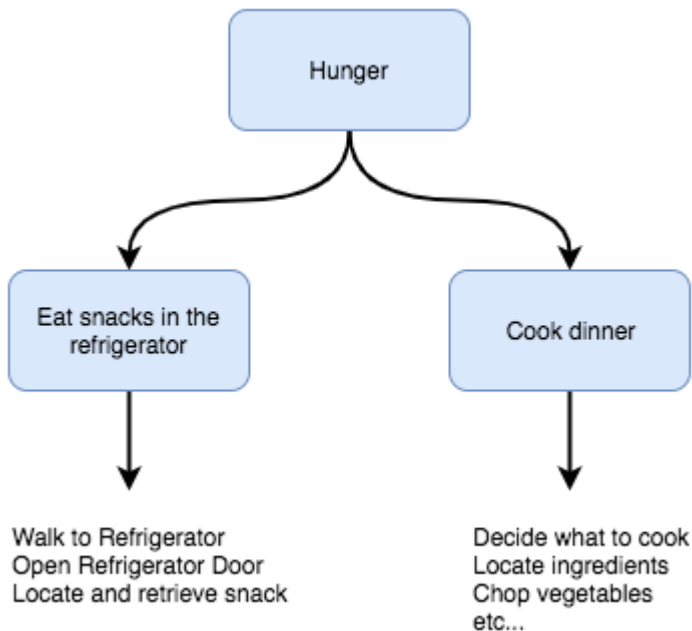 Hunger
Eat snacks in the
refrigerator
Cook dinner
Walk to Refrigerator
Open Refrigerator Door
Locate and retrieve snack
Decide what to cook
Locate ingredients
Chop vegetables
etc...